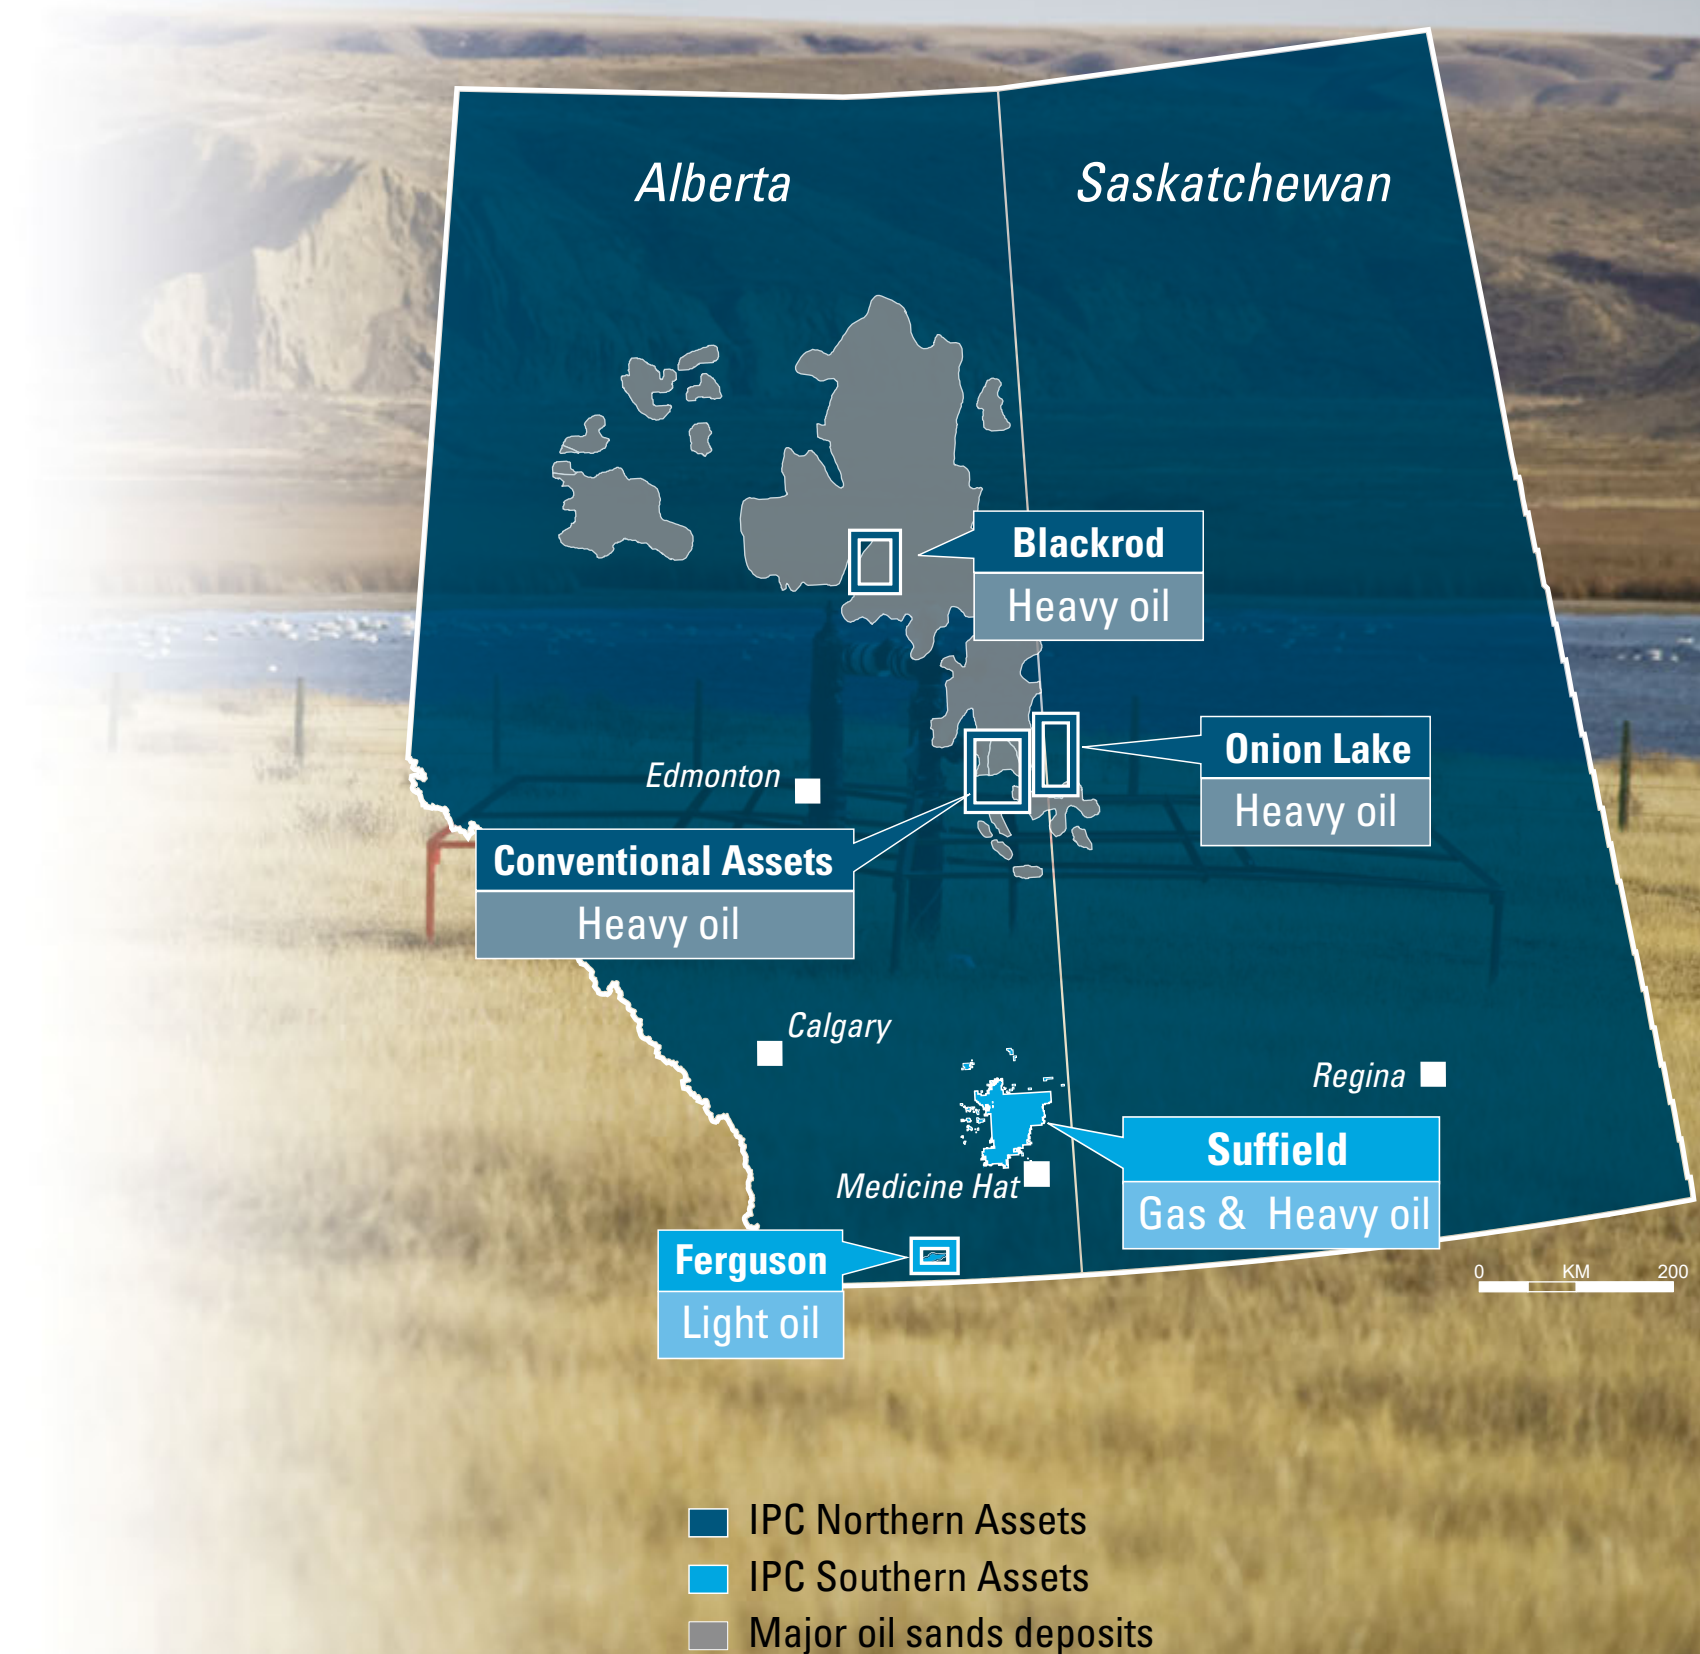 Alberta
Saskatchewan
Blackrod
Heavy oil
Onion Lake
Heavy oil
Edmonton
Conventional Assets
Heavy oil
Calgary
Regina
Suffield
Gas & Heavy oil
Medicine Hat
Ferguson
Light oil
0 KM 200
IPC Northern Assets
IPC Southern Assets
Major oil sands deposits